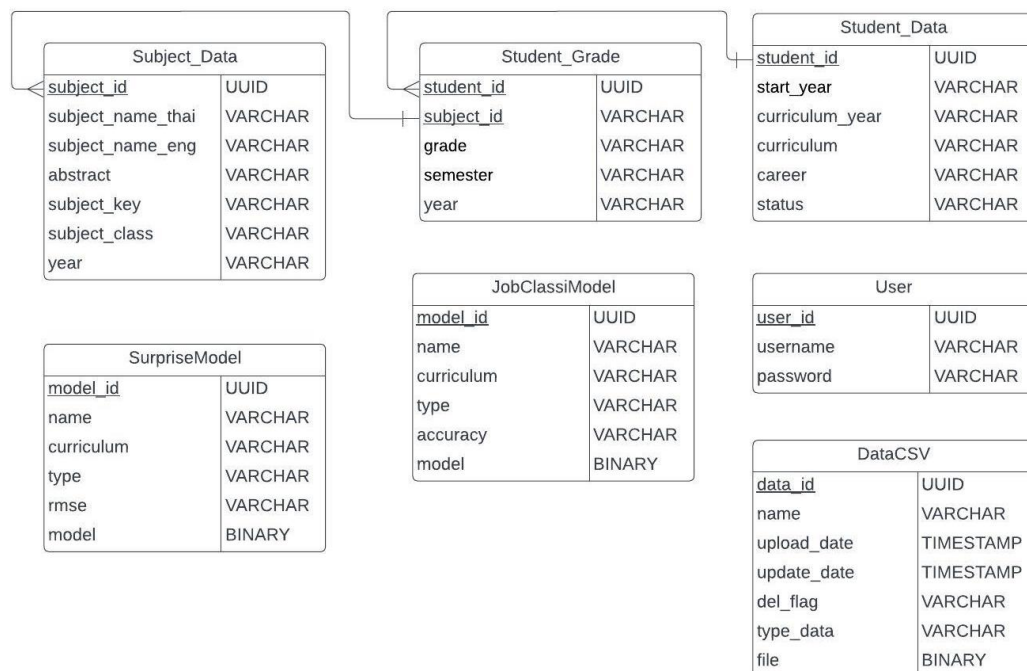 Subject_Data
subject_id UUID
subject_name_thai VARCHAR
subject_name_eng VARCHAR
abstract VARCHAR
subject_key VARCHAR
subject_class VARCHAR
year VARCHAR
Student_Grade
student_id UUID
subject_id VARCHAR
grade VARCHAR
semester VARCHAR
year VARCHAR
Student_Data
student_id UUID
start_year VARCHAR
curriculum_year VARCHAR
curriculum VARCHAR
career VARCHAR
status VARCHAR
SurpriseModel
model_id UUID
name VARCHAR
curriculum VARCHAR
type VARCHAR
rmse VARCHAR
model BINARY
JobClassiModel
model_id UUID
name VARCHAR
curriculum VARCHAR
type VARCHAR
accuracy VARCHAR
model BINARY
User
user_id UUID
username VARCHAR
password VARCHAR
DataCSV
data_id UUID
name VARCHAR
upload_date TIMESTAMP
update_date TIMESTAMP
del_flag VARCHAR
type_data VARCHAR
file BINARY